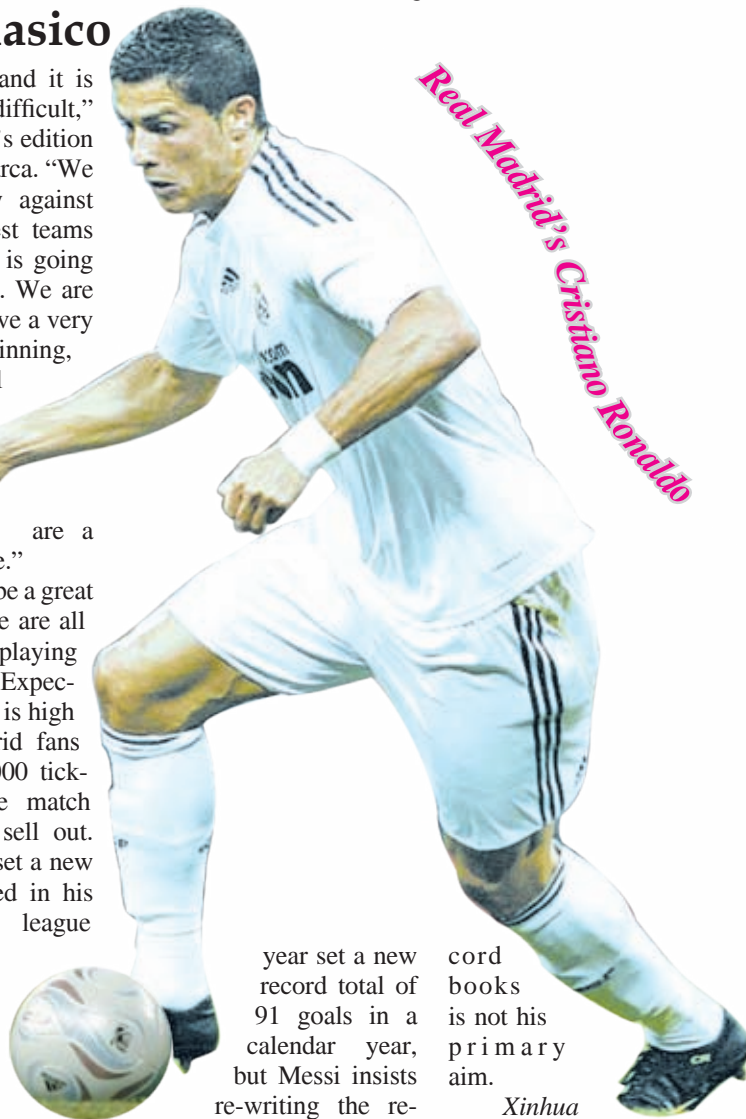 lasico
and it is
difficult,”
’s edition
rca. “We
against
est teams
is going
. We are
ve a very
inning,
are a
e.”
be a great
e are all
playing
Expec-
is high
rid fans
000 tick-
e match
sell out.
set a new
ed in his
league
year set a new
record total of
91 goals in a
calendar year,
but Messi insists
re-writing the re-
cord
books
is not his
primary
aim.
Xinhua
Real Madrid’s Cristiano Ronaldo
.com